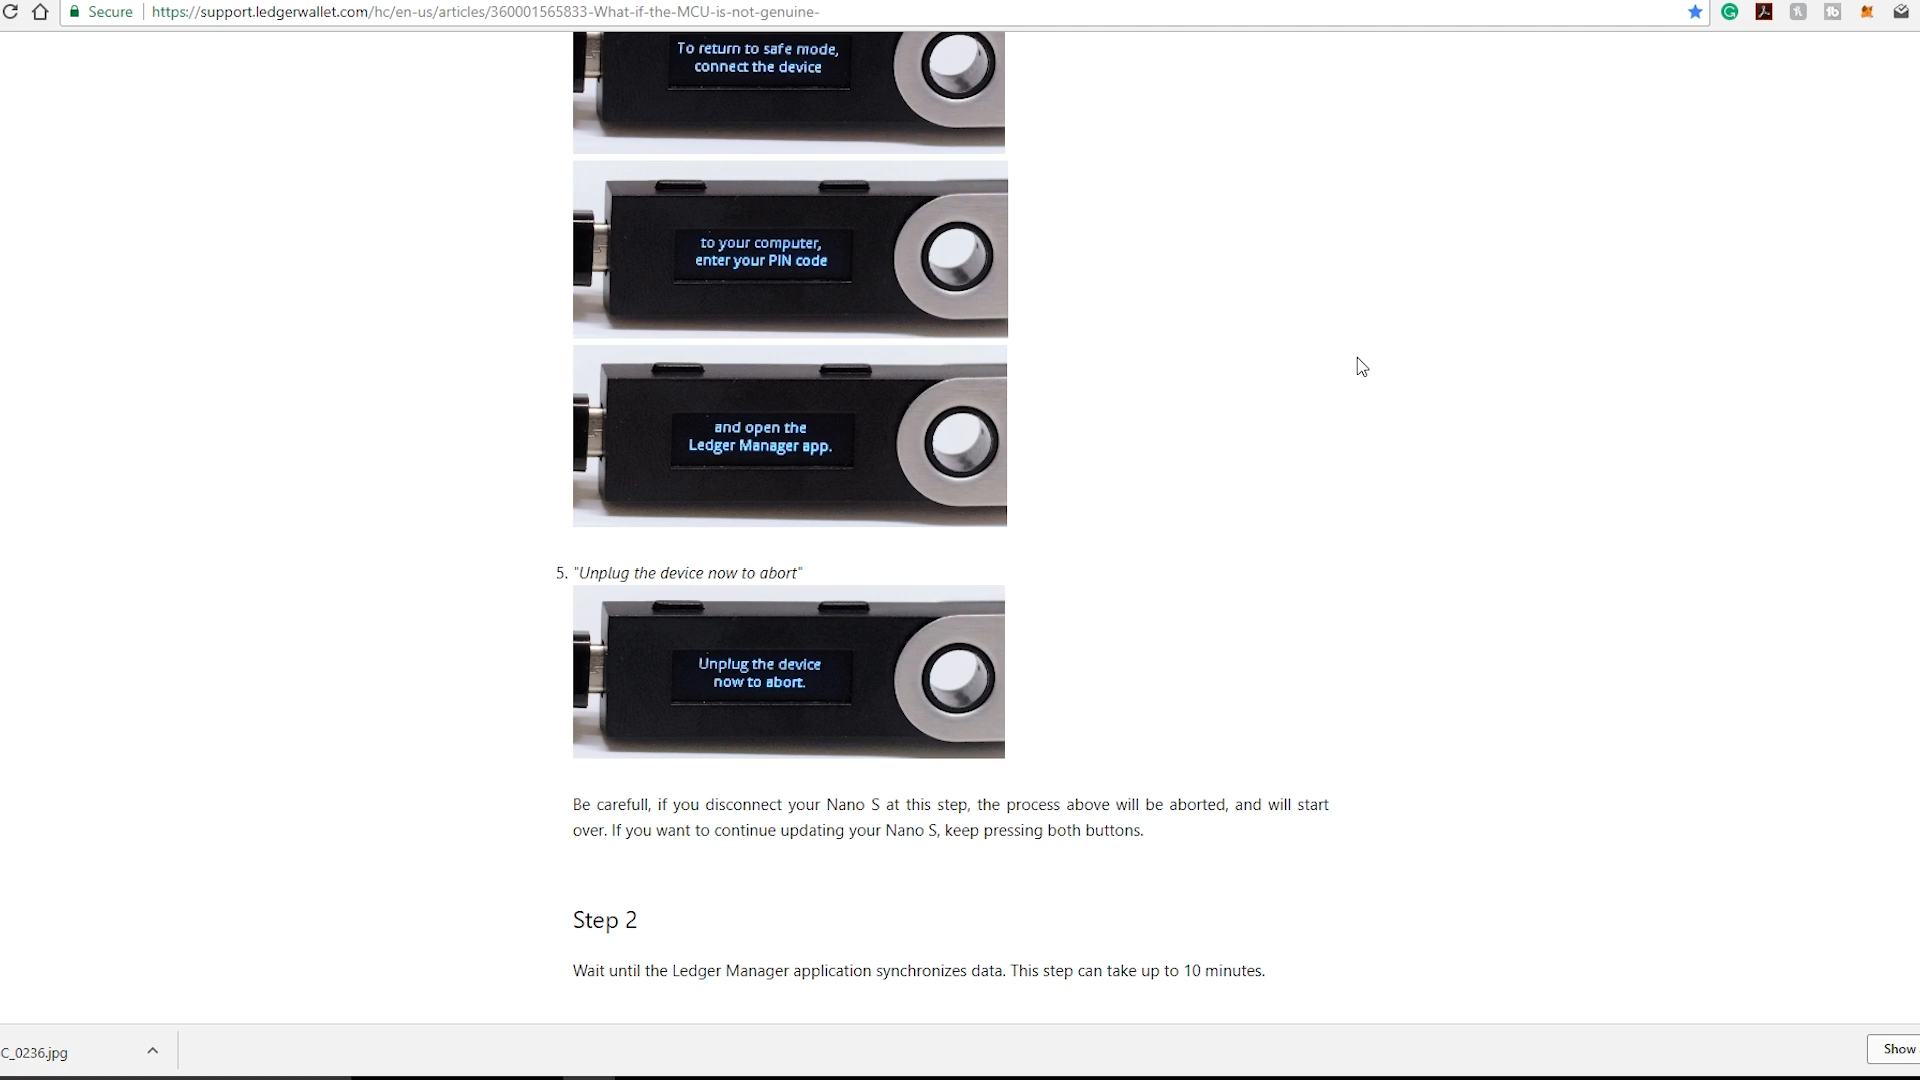 Secure
https://support.ledgerwallet.com/hc/en-us/articles/360001565833-What-if-the-MCU-is-not-genuine-
To return to safe mode,
connect the device
to your computer,
enter your PIN code
and open the
Ledger Manager app.
5. "Unplug the device now to abort"
Unplug the device
now to abort.
Be carefull, if you disconnect your Nano S at this step, the process above will be aborted, and will start
over. If you want to continue updating your Nano S, keep pressing both buttons.
Step 2
Wait until the Ledger Manager application synchronizes data. This step can take up to 10 minutes.
C_0236.jpg
Show